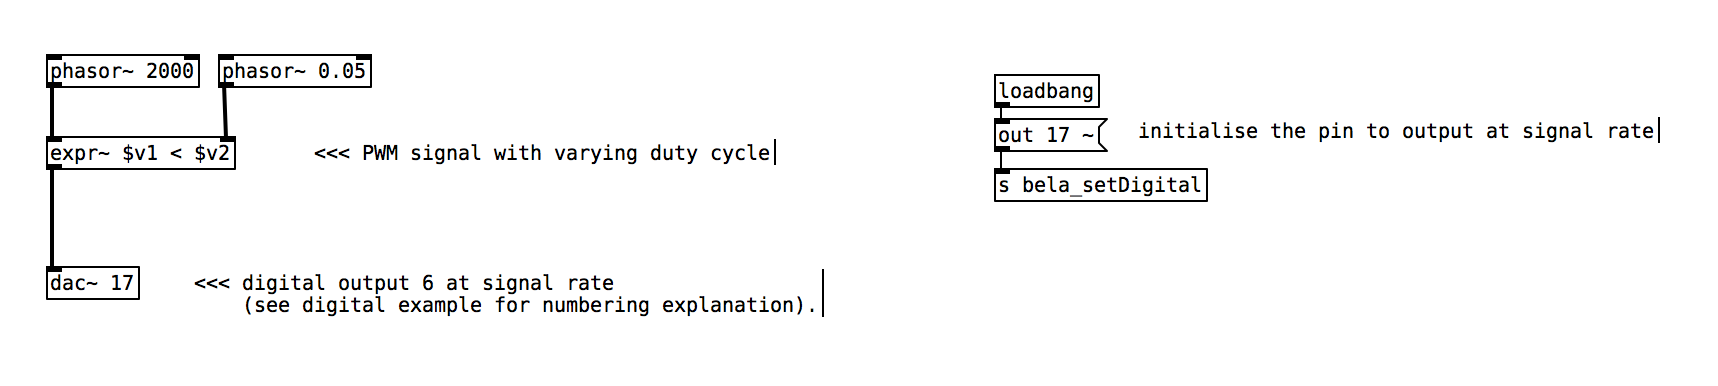 phasor~ 2000
phasor~ 0.05
expr~ $v1 < $v2
<<< PWM signal with varying duty cycle
dac~ 17
<<< digital output 6 at signal rate
(see digital example for numbering explanation).
loadbang
out 17 ~
initialise the pin to output at signal rate
s bela_setDigital